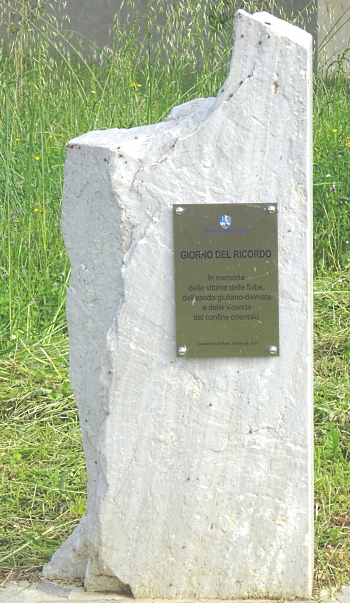 GIORNO DEL RICORDO
In memoria
delle vittime delle foibe,
dell'esodo giuliano-dalmata
e delle vicende
del confine orientale